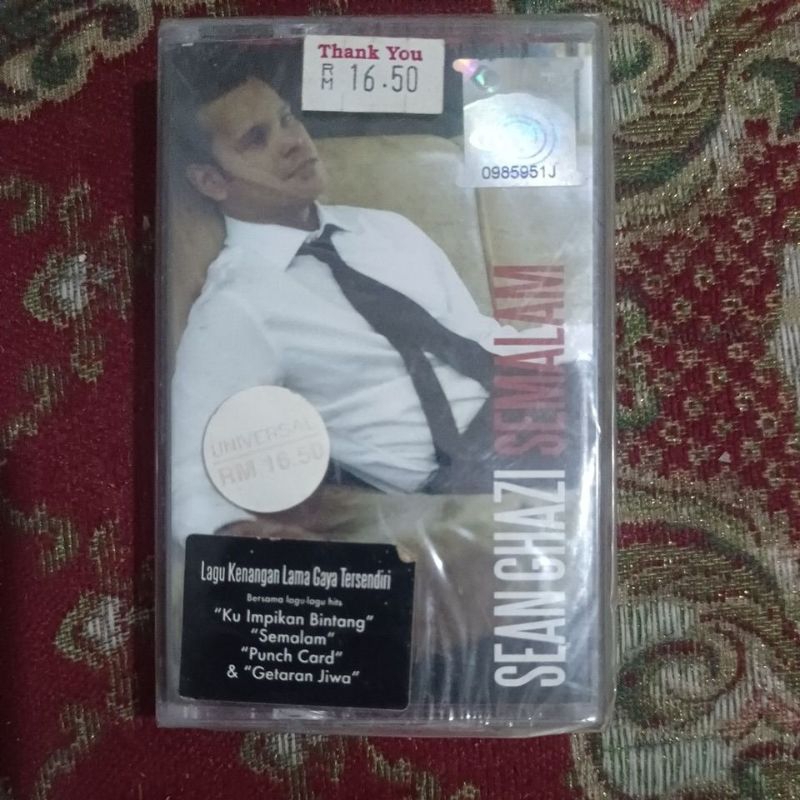 Thank You
RM 16.50
0985951J
SEAN GHAZI SEMALAM
UNIVERSAL
RM 16.50
Lagu Kenangan Lama Gaya Tersendiri
Bersama lagu-lagu hits
"Ku Impikan Bintang"
"Semalam"
"Punch Card"
& "Getaran Jiwa"